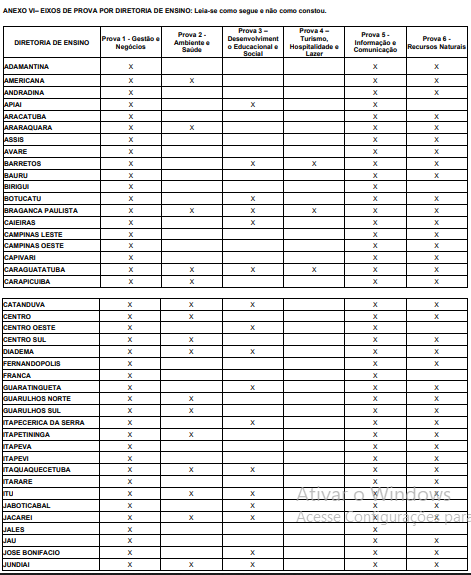 ANEXO VI– EIXOS DE PROVA POR DIRETORIA DE ENSINO: Leia-se como segue e não como constou.
DIRETORIA DE ENSINO
Prova 1 - Gestão e
Negócios
Prova 2 -
Ambiente e
Saúde
Prova 3 –
Desenvolviment
o Educacional e
Social
Prova 4 –
Turismo,
Hospitalidade e
Lazer
Prova 5 -
Informação e
Comunicação
Prova 6 -
Recursos Naturais
ADAMANTINA X X X
AMERICANA X X X X
ANDRADINA X X X
APIAI X X X
ARACATUBA X X X
ARARAQUARA X X X X
ASSIS X X X
AVARE X X X
BARRETOS X X X X X
BAURU X X X
BIRIGUI X X
BOTUCATU X X X X
BRAGANCA PAULISTA X X X X X X
CAIEIRAS X X X X
CAMPINAS LESTE X X X
CAMPINAS OESTE X X X
CAPIVARI X X X
CARAGUATATUBA X X X X X X
CARAPICUIBA X X X X
CATANDUVA X X X X X
CENTRO X X X X
CENTRO OESTE X X X
CENTRO SUL X X X X
DIADEMA X X X X X
FERNANDOPOLIS X X X
FRANCA X X
GUARATINGUETA X X X X
GUARULHOS NORTE X X X X
GUARULHOS SUL X X X X
ITAPECERICA DA SERRA X X X X
ITAPETININGA X X X X
ITAPEVA X X X
ITAPEVI X X X
ITAQUAQUECETUBA X X X X X
ITARARE X X X
ITU X X X X X
JABOTICABAL X X X X
JACAREI X X X X X
JALES X X
JAU X X X
JOSE BONIFACIO X X X X
JUNDIAI X X X X X
Ativar o Windows
Acesse Configurações para